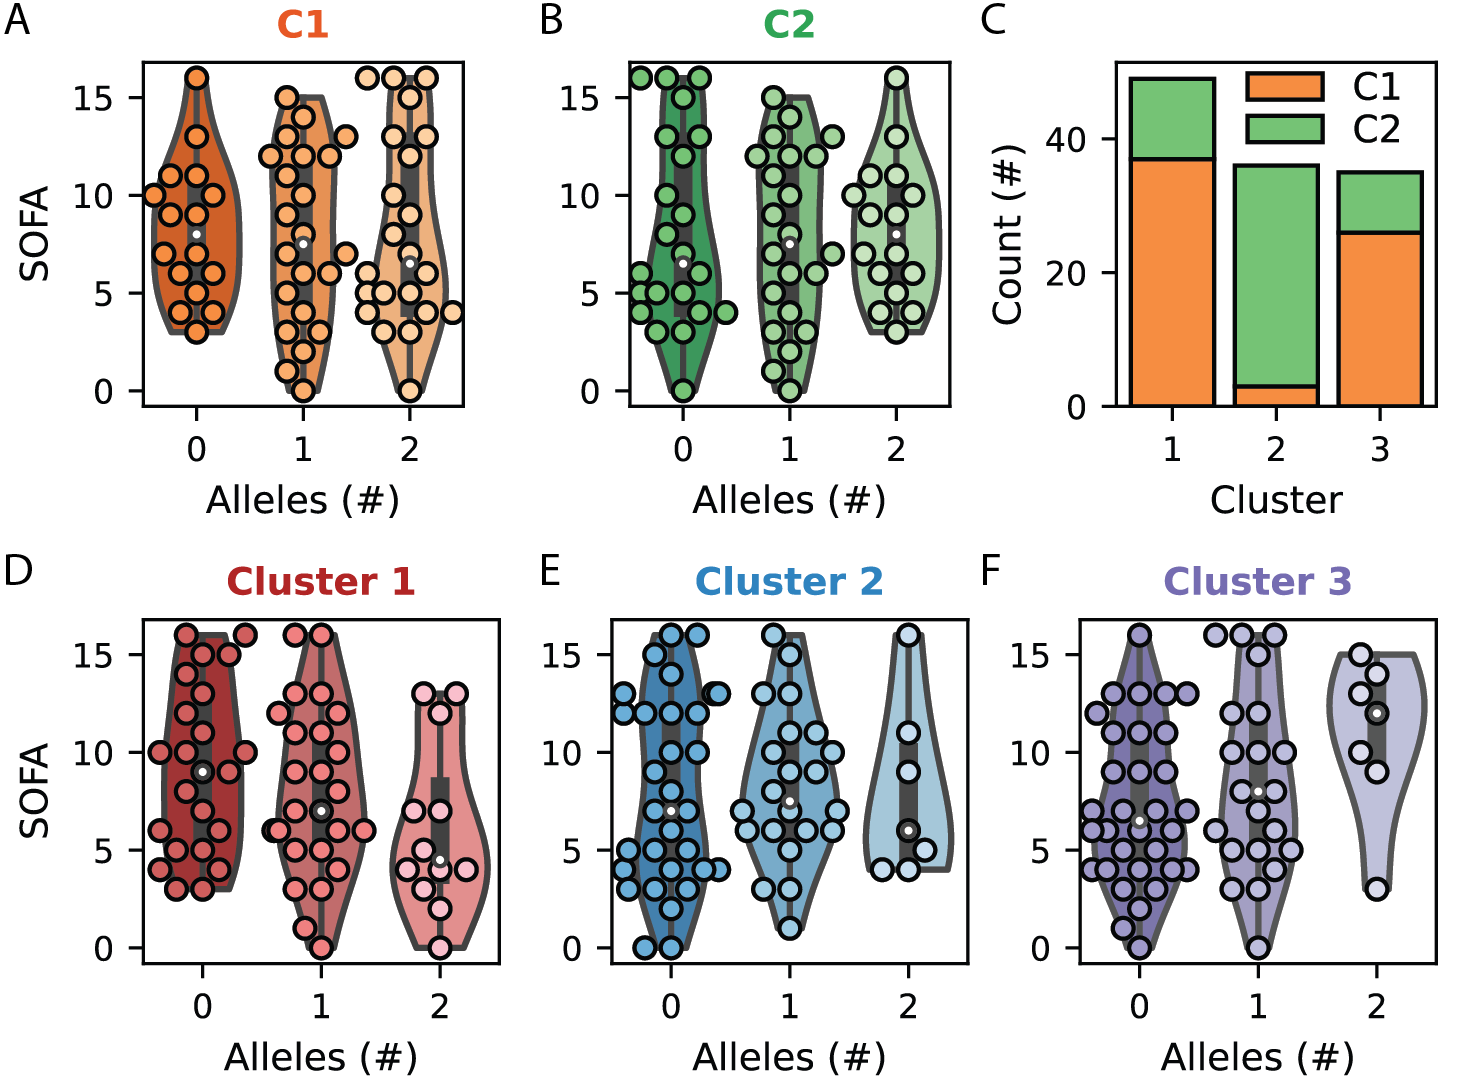 A
C1
SOFA
15
10
5
0
0 1 2
Alleles (#)
B
C2
15
10
5
0
0 1 2
Alleles (#)
C
C1
C2
Count (#)
40
20
0
1 2 3
Cluster
D
Cluster 1
SOFA
15
10
5
0
0 1 2
Alleles (#)
E
Cluster 2
15
10
5
0
0 1 2
Alleles (#)
F
Cluster 3
15
10
5
0
0 1 2
Alleles (#)